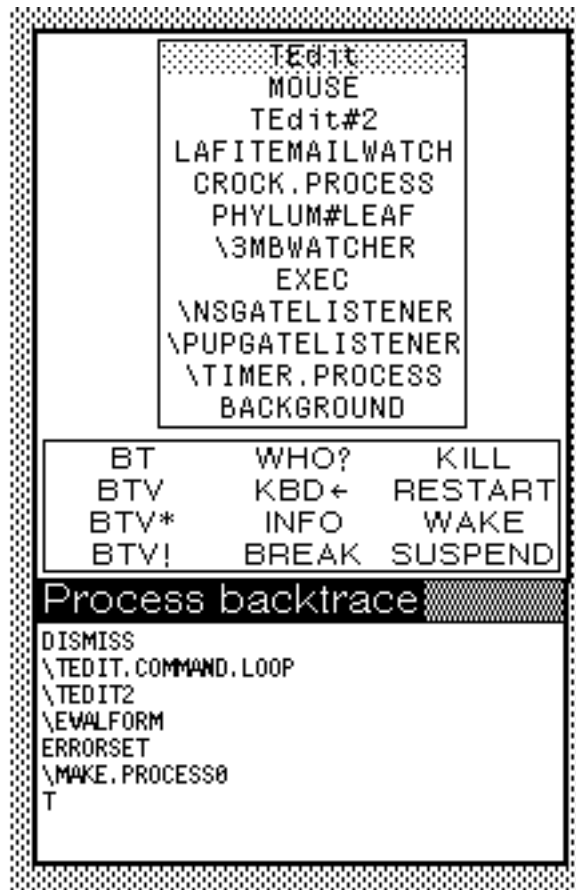 TEdit
MOUSE
TEdit#2
LAFITEMAILWATCH
CROCK.PROCESS
PHYLUM#LEAF
\3MBWATCHER
EXEC
\NSGATELISTENER
\PUPGATELISTENER
\TIMER.PROCESS
BACKGROUND
BT WHO? KILL
BTV KBD← RESTART
BTV* INFO WAKE
BTV! BREAK SUSPEND
Process backtrace
DISMISS
\TEDIT.COMMAND.LOOP
\TEDIT2
\EVALFORM
ERRORSET
\MAKE.PROCESS0
T